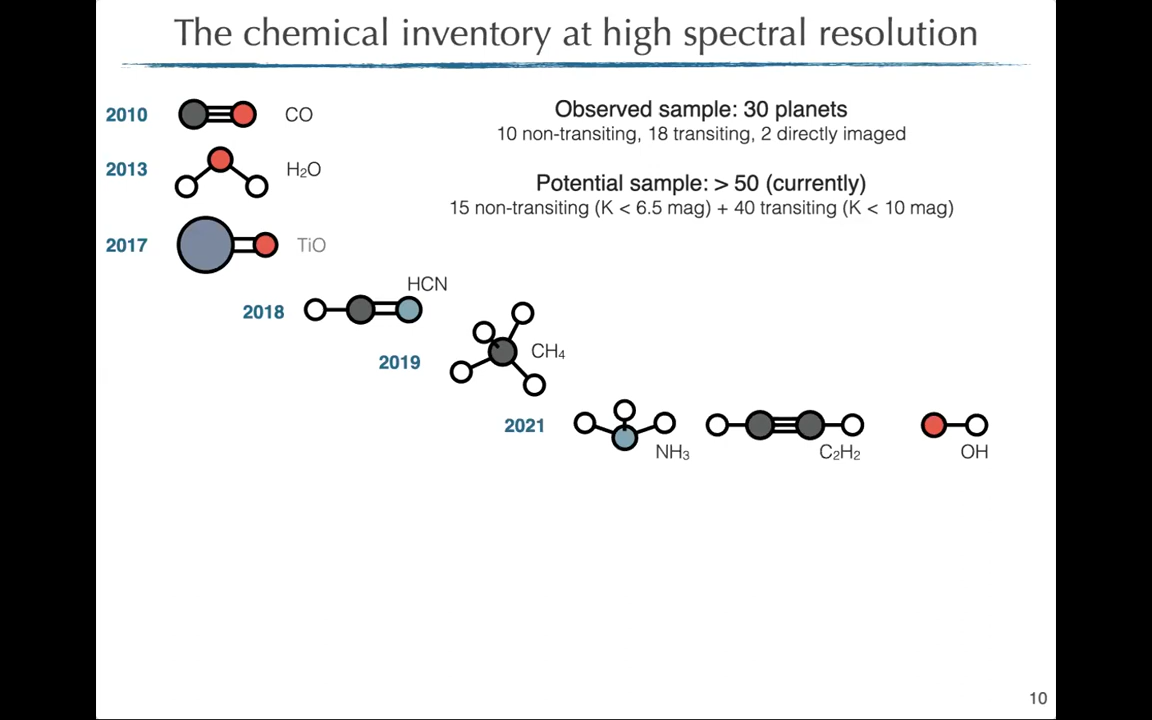 The chemical inventory at high spectral resolution
2010 CO
Observed sample: 30 planets
10 non-transiting, 18 transiting, 2 directly imaged
2013 H₂O
Potential sample: > 50 (currently)
15 non-transiting (K < 6.5 mag) + 40 transiting (K < 10 mag)
2017 TiO
2018 HCN
2019 CH₄
2021 NH₃ C₂H₂ OH
10